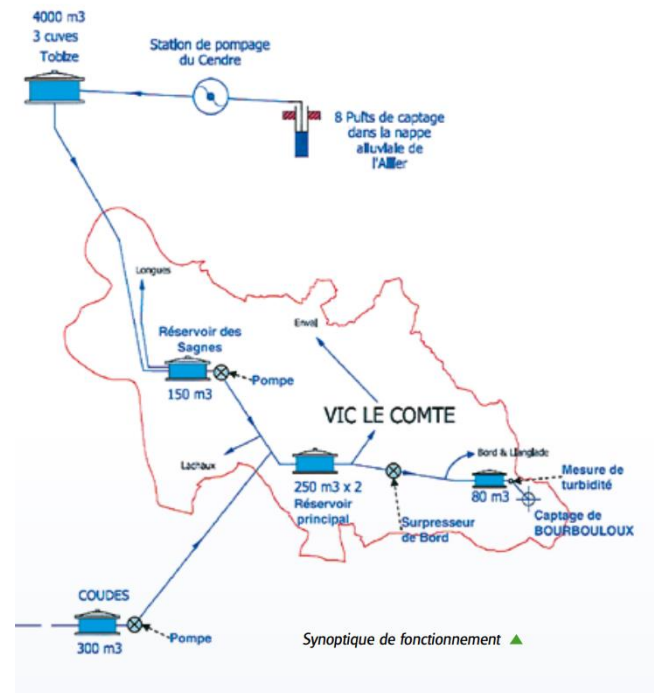 4000 m3
3 cuves
Tobize
Station de pompage
du Cendre
8 Puits de captage
dans la nappe
alluviale de
l'Allier
Longues
Réservoir des
Sagnes
Enval
Pompe
150 m3
VIC LE COMTE
Lachaux
Bord & Llanglade
250 m3 x 2
Réservoir
principal
80 m3
Mesure de
turbidité
Surpresseur
de Bord
Captage de
BOURBOULOUX
COUDES
Pompe
300 m3
Synoptique de fonctionnement